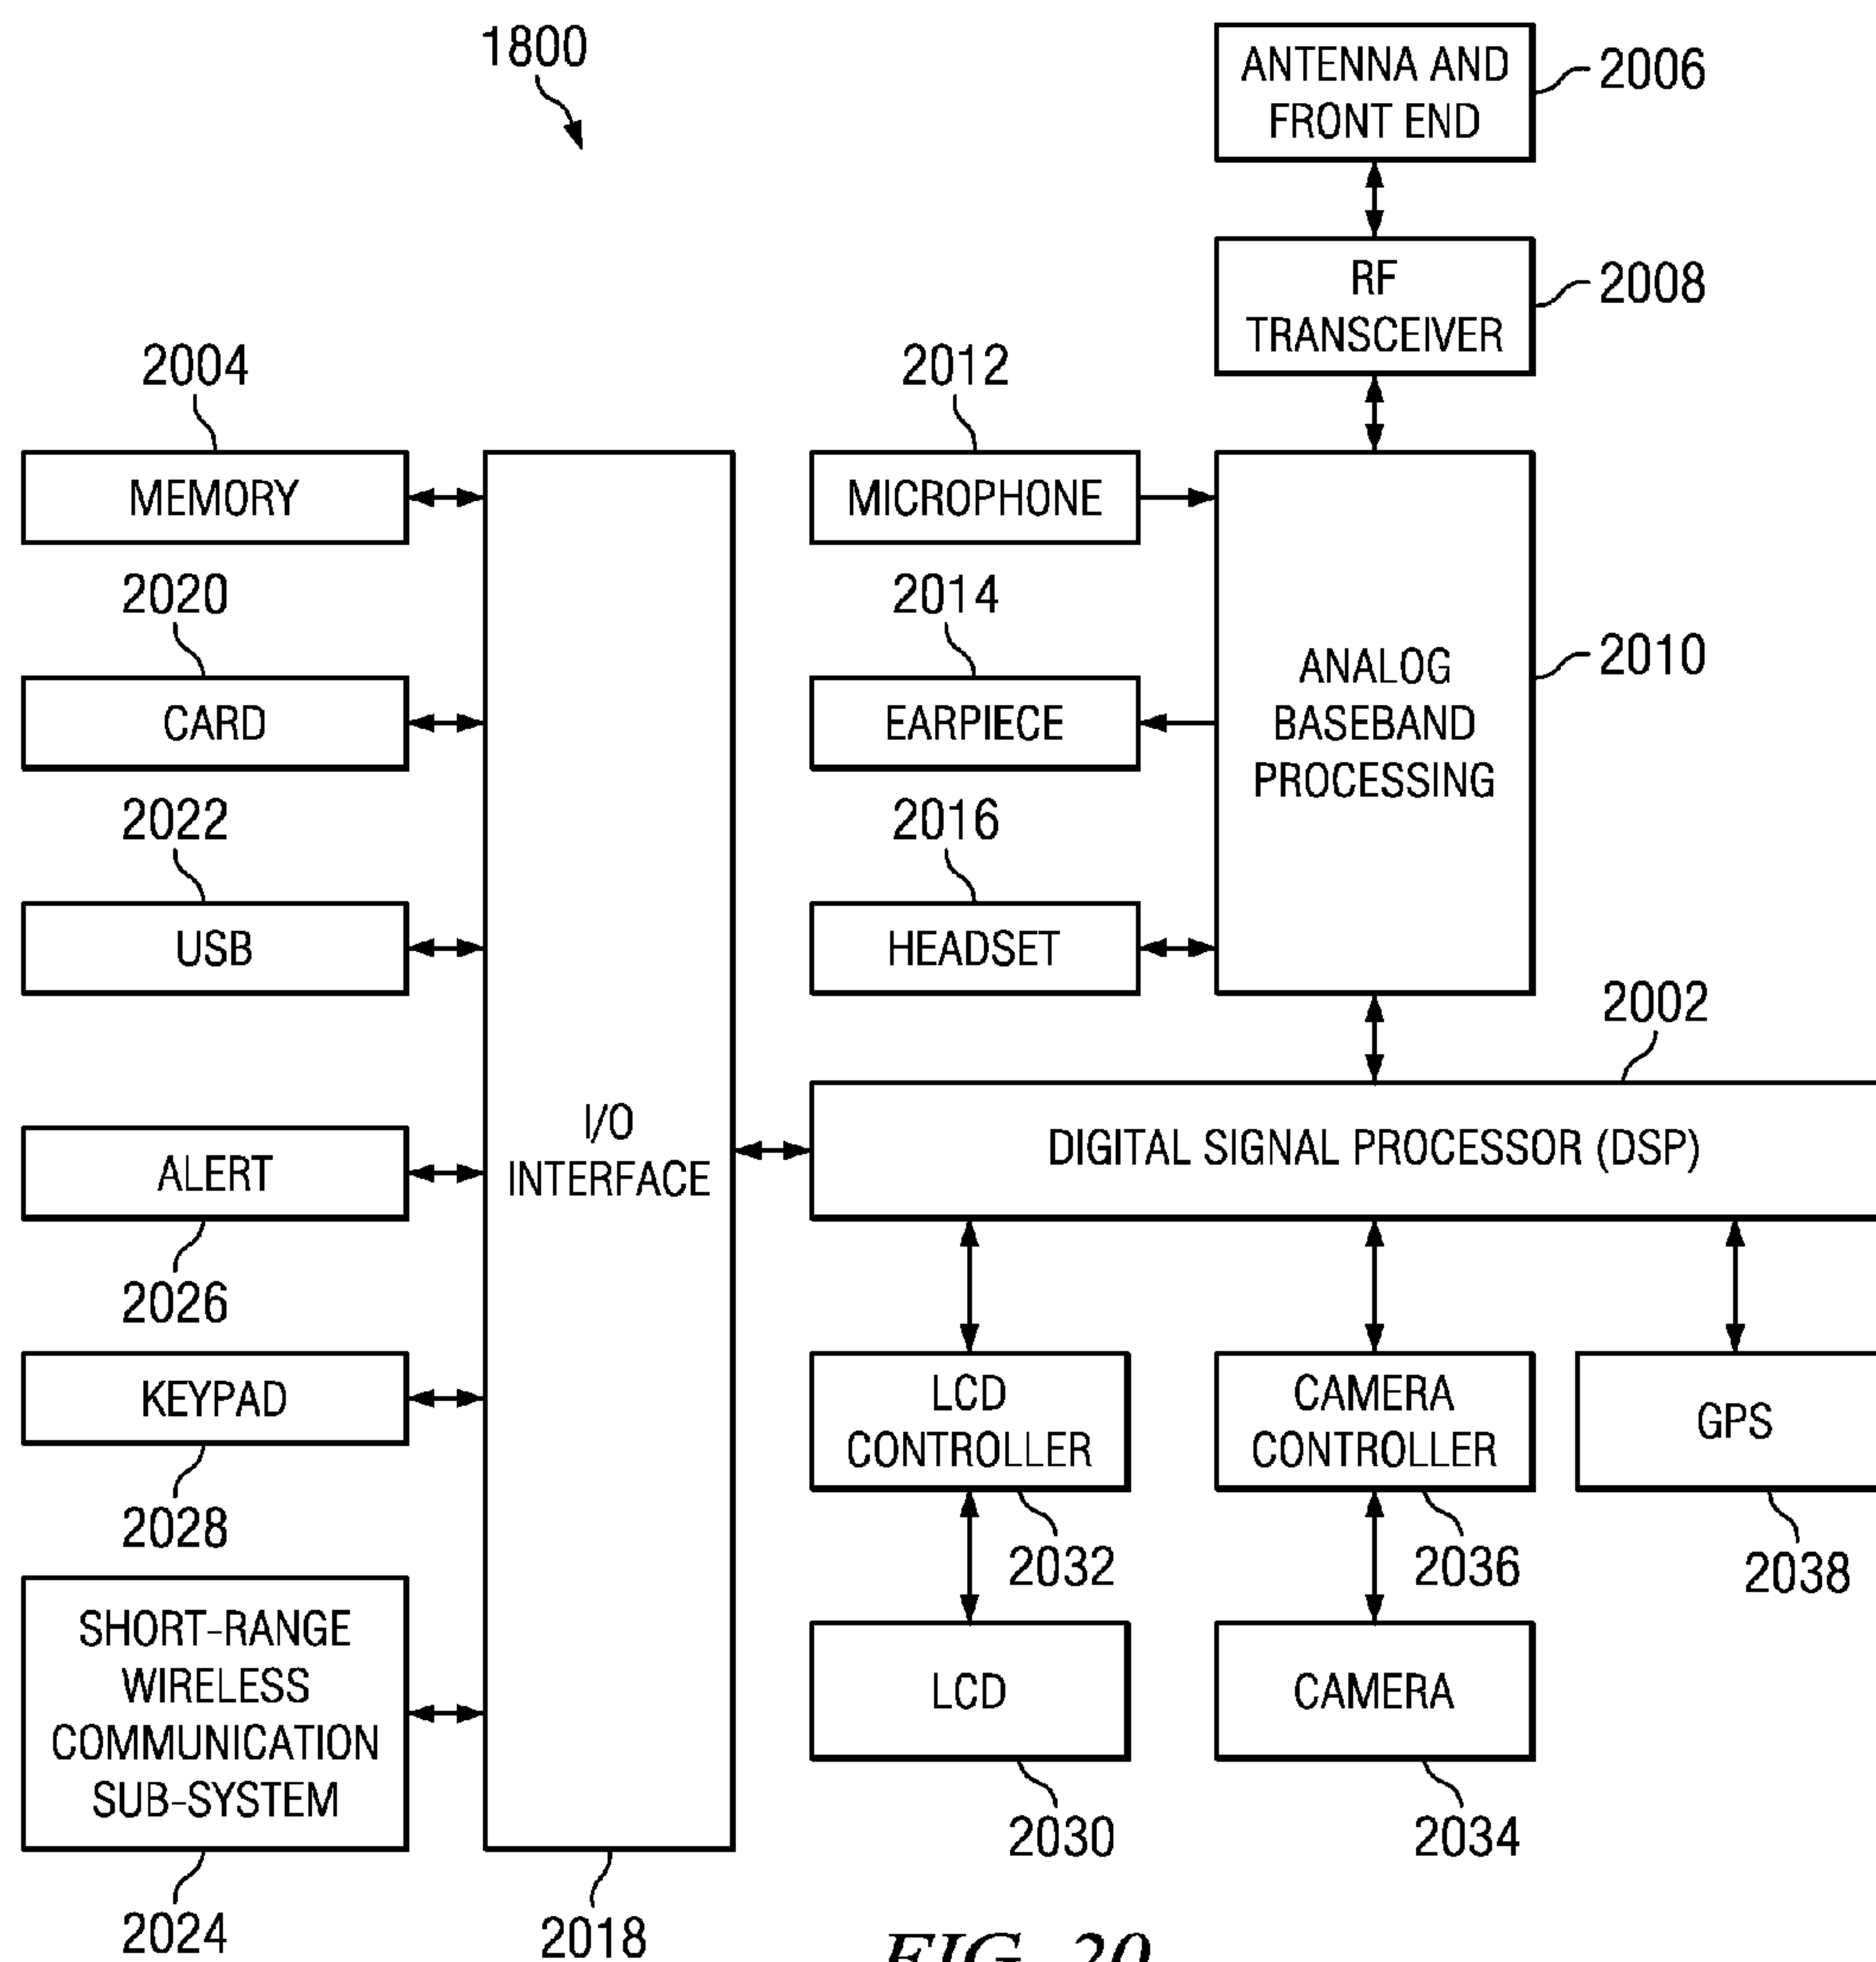 1800
ANTENNA AND
FRONT END
2006
RF
TRANSCEIVER
2008
2004
MEMORY
2012
MICROPHONE
2020
CARD
2014
EARPIECE
ANALOG
BASEBAND
PROCESSING
2010
2022
USB
2016
HEADSET
2002
DIGITAL SIGNAL PROCESSOR (DSP)
I/O
INTERFACE
ALERT
2026
KEYPAD
2028
LCD
CONTROLLER
2032
CAMERA
CONTROLLER
2036
GPS
2038
SHORT-RANGE
WIRELESS
COMMUNICATION
SUB-SYSTEM
2024
2018
LCD
2030
CAMERA
2034
FIG. 20